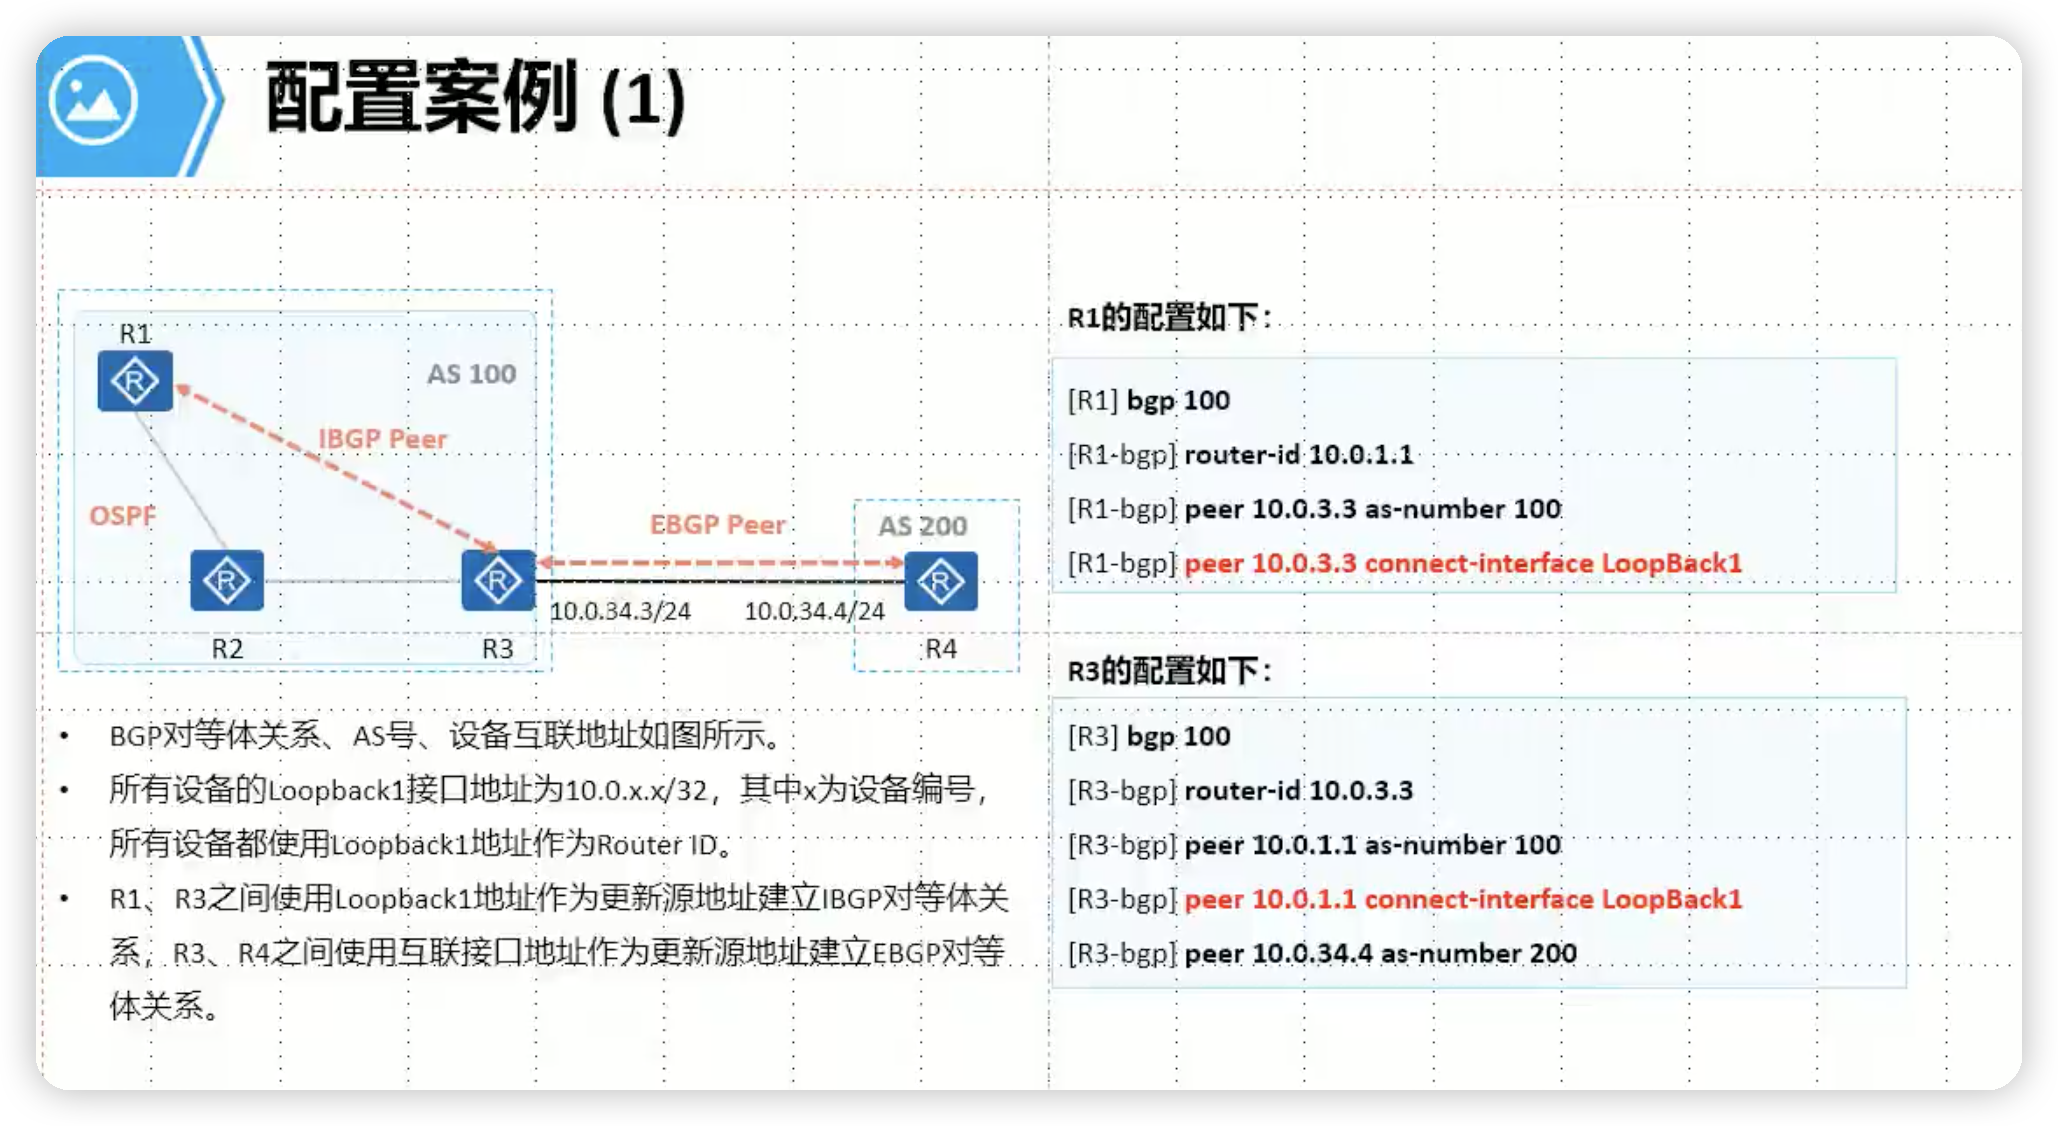 配置案例 (1)
R1
AS 100
IBGP Peer
OSPF
EBGP Peer
AS 200
10.0.34.3/24
10.0.34.4/24
R2
R3
R4
• BGP对等体关系、AS号、设备互联地址如图所示。
• 所有设备的Loopback1接口地址为10.0.x.x/32，其中x为设备编号，
所有设备都使用Loopback1地址作为Router ID。
• R1、R3之间使用Loopback1地址作为更新源地址建立IBGP对等体关
系，R3、R4之间使用互联接口地址作为更新源地址建立EBGP对等
体关系。
R1的配置如下：
[R1] bgp 100
[R1-bgp] router-id 10.0.1.1
[R1-bgp] peer 10.0.3.3 as-number 100
[R1-bgp] peer 10.0.3.3 connect-interface LoopBack1
R3的配置如下：
[R3] bgp 100
[R3-bgp] router-id 10.0.3.3
[R3-bgp] peer 10.0.1.1 as-number 100
[R3-bgp] peer 10.0.1.1 connect-interface LoopBack1
[R3-bgp] peer 10.0.34.4 as-number 200